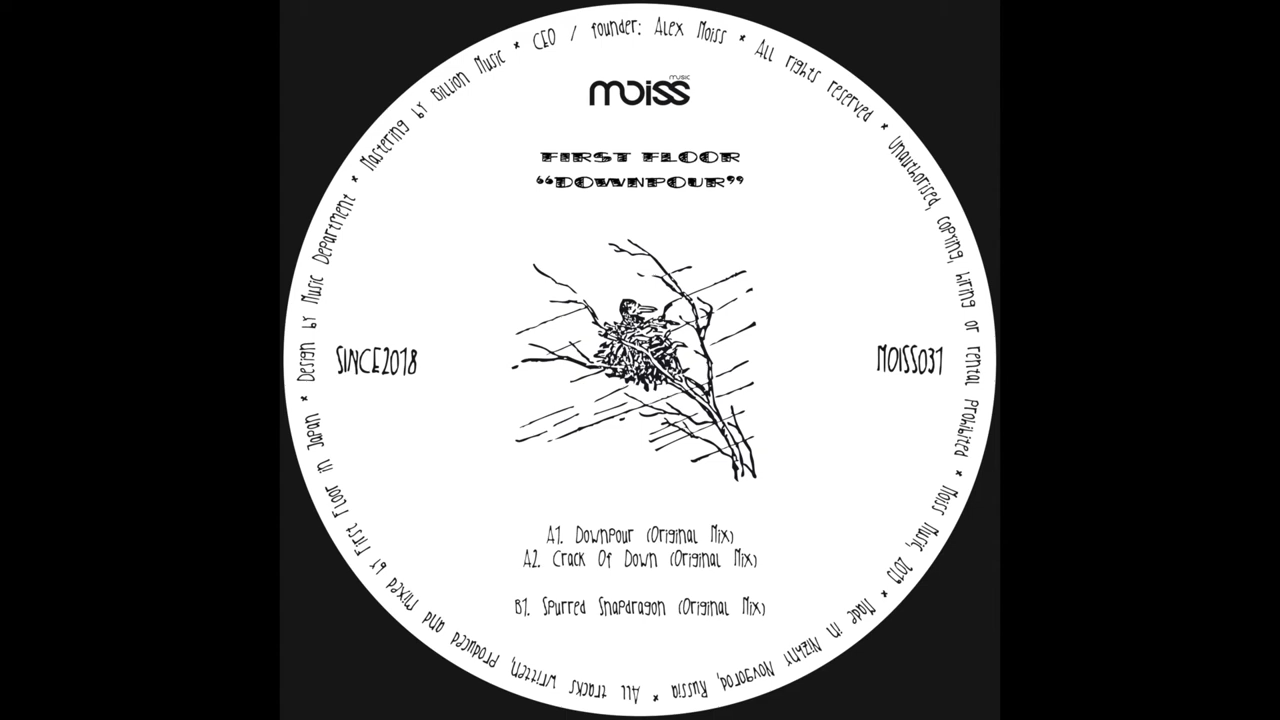 music
moiss
FIRST FLOOR
“DOWNPOUR”
SINCE2018
MOISS031
A1. Downpour (Original Mix)
A2. Crack Of Down (Original Mix)
B1. Spurred Snapdragon (Original Mix)
* All tracks written, produced and mixed by First Floor in Japan * Design by Music Department * Mastering by Billion Music * CEO / founder: Alex Moiss * All rights reserved * Unauthorised, copying, hiring or rental prohibited * Moiss Music, 2019 * Made in Nizhny Novgorod, Russia